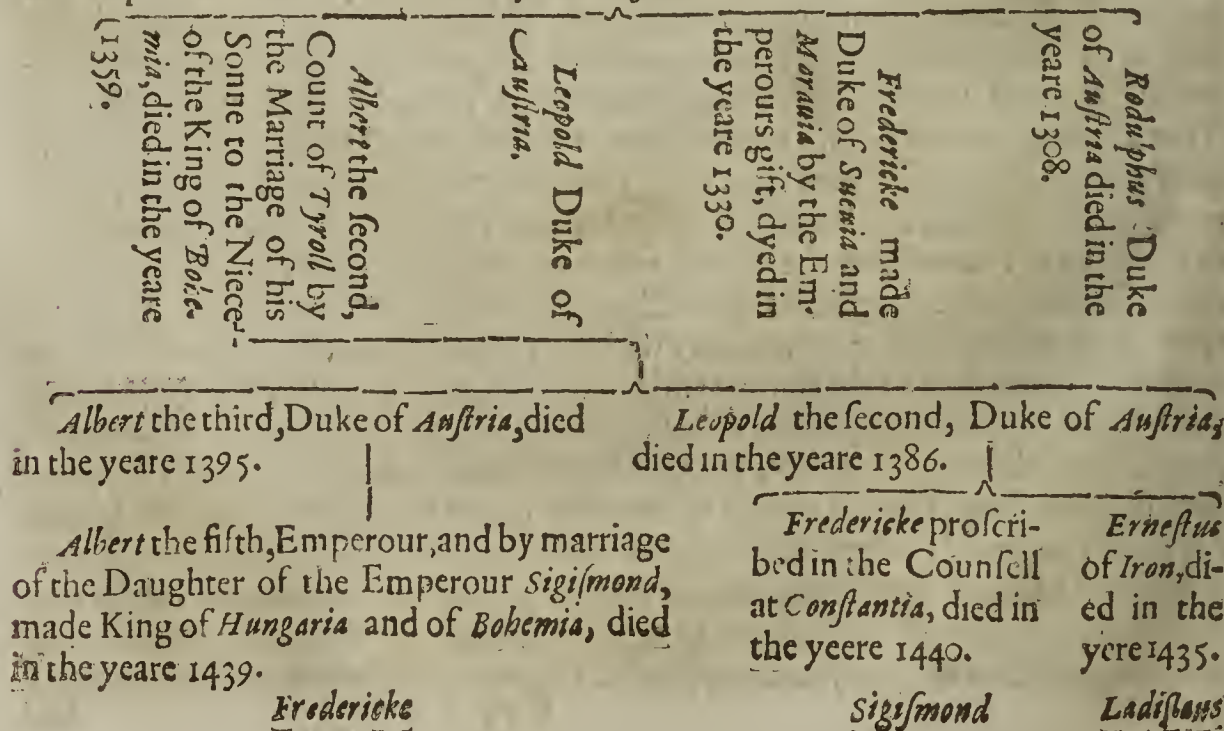 Rodu'phus Duke
of Auſtria died in the
yeare 1308.
Fredericke made
Duke of Sueuia and
Morauia by the Em-
perours gift, dyed in
the yeare 1330.
Leopold Duke of
Auſtria.
Albert the ſecond,
Count of Tyroll by
the Marriage of his
Sonne to the Niece
of the King of Bohe-
mia, died in the yeare
(1359.
Albert the third, Duke of Auſtria, died
in the yeare 1395.
Leopold the ſecond, Duke of Auſtria,
died in the yeare 1386.
Albert the fifth, Emperour, and by marriage
of the Daughter of the Emperour Sigiſmond,
made King of Hungaria and of Bohemia, died
in the yeare 1439.
Fredericke proſcri-
bed in the Counſell
at Conſtantia, died in
the yeere 1440.
Erneſtus
of Iron, di-
ed in the
yere 1435.
Fredericke
Sigiſmond
Ladiſlaus